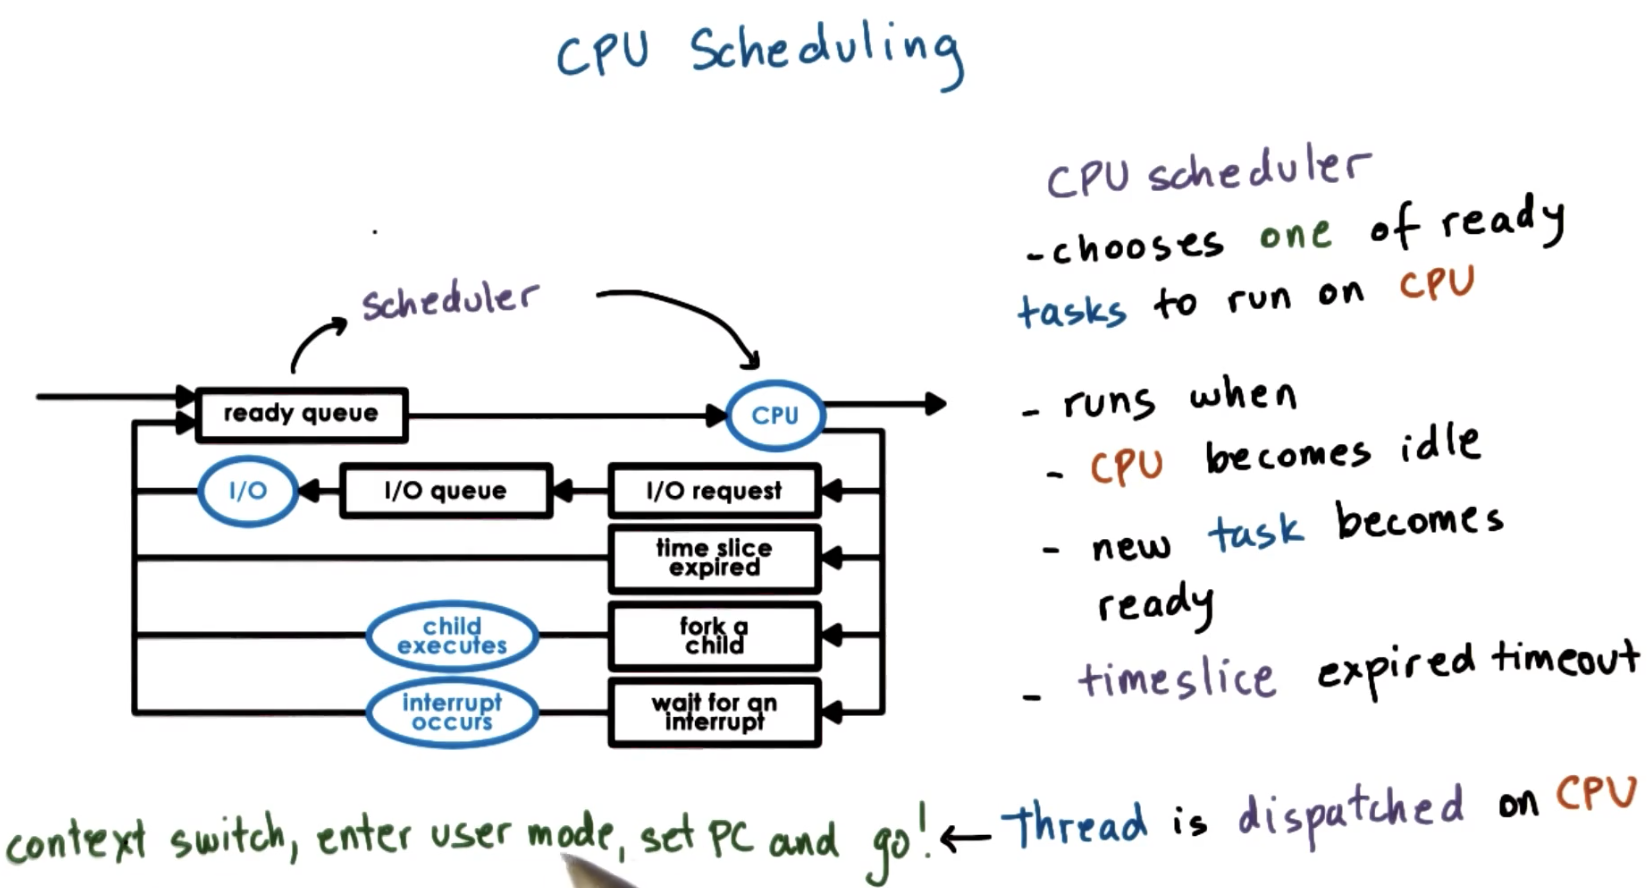 CPU Scheduling
CPU scheduler
-chooses one of ready
tasks to run on CPU
- runs when
- CPU becomes idle
- new task becomes
ready
- timeslice expired timeout
scheduler
ready queue
CPU
I/O
I/O queue
I/O request
time slice
expired
child
executes
fork a
child
interrupt
occurs
wait for an
interrupt
context switch, enter user mode, set PC and go! ← Thread is dispatched on CPU